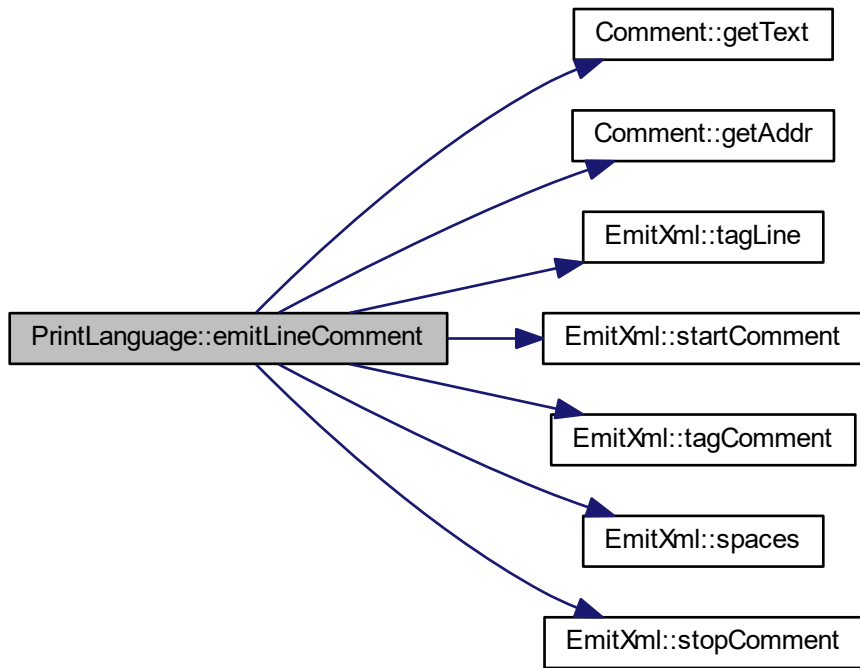 Comment::getText
Comment::getAddr
EmitXml::tagLine
PrintLanguage::emitLineComment
EmitXml::startComment
EmitXml::tagComment
EmitXml::spaces
EmitXml::stopComment